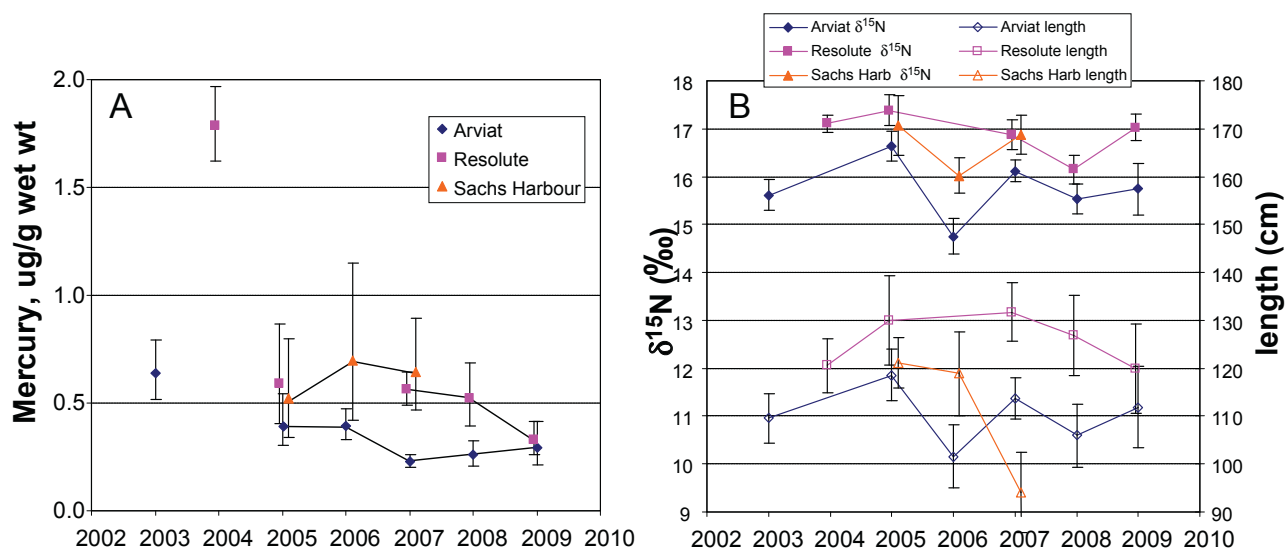 A
Mercury, ug/g wet wt
2.0
1.5
1.0
0.5
0.0
2002 2003 2004 2005 2006 2007 2008 2009 2010
Arviat
Resolute
Sachs Harbour
Arviat δ¹⁵N
Arviat length
Resolute δ¹⁵N
Resolute length
Sachs Harb δ¹⁵N
Sachs Harb length
B
δ¹⁵N (‰)
18
17
16
15
14
13
12
11
10
9
length (cm)
180
170
160
150
140
130
120
110
100
90
2002 2003 2004 2005 2006 2007 2008 2009 2010